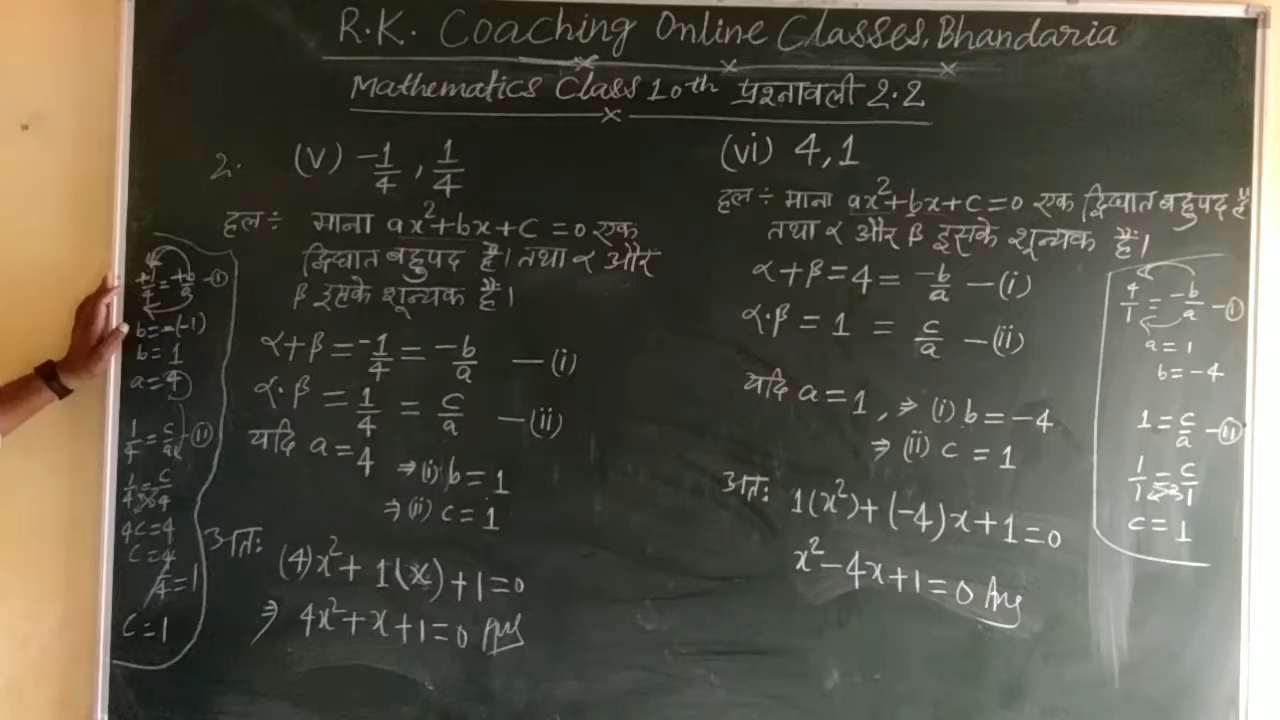 R.K. Coaching Online Classes, Bhandaria
Mathematics Class 10th प्रश्नावली 2.2
2. (v) -1/4 , 1/4
हल ÷ माना ax²+bx+c=0 एक
द्विघात बहुपद है। तथा α और
β इसके शून्यक हैं।
α+β = -1/4 = -b/a —(i)
α·β = 1/4 = c/a —(ii)
यदि a=4
⇒(i) b=1
⇒(ii) c=1
अतः
(4)x²+1(x)+1=0
⇒ 4x²+x+1=0 Ans
b=-(-1)
b=1
a=4
1/4=c/a—(ii)
1/4=c/4
4c=4
c=4/4=1
c=1
(vi) 4,1
हल ÷ माना ax²+bx+c=0 एक द्विघात बहुपद है
तथा α और β इसके शून्यक हैं।
α+β=4= -b/a —(i)
α·β=1 = c/a —(ii)
यदि a=1, ⇒(i) b=-4
⇒(ii) c=1
अतः 1(x²)+(-4)x+1=0
x²-4x+1=0 Ans
4/1=-b/a—(i)
a=1
b=-4
1=c/a—(ii)
1/1=c/1
c=1